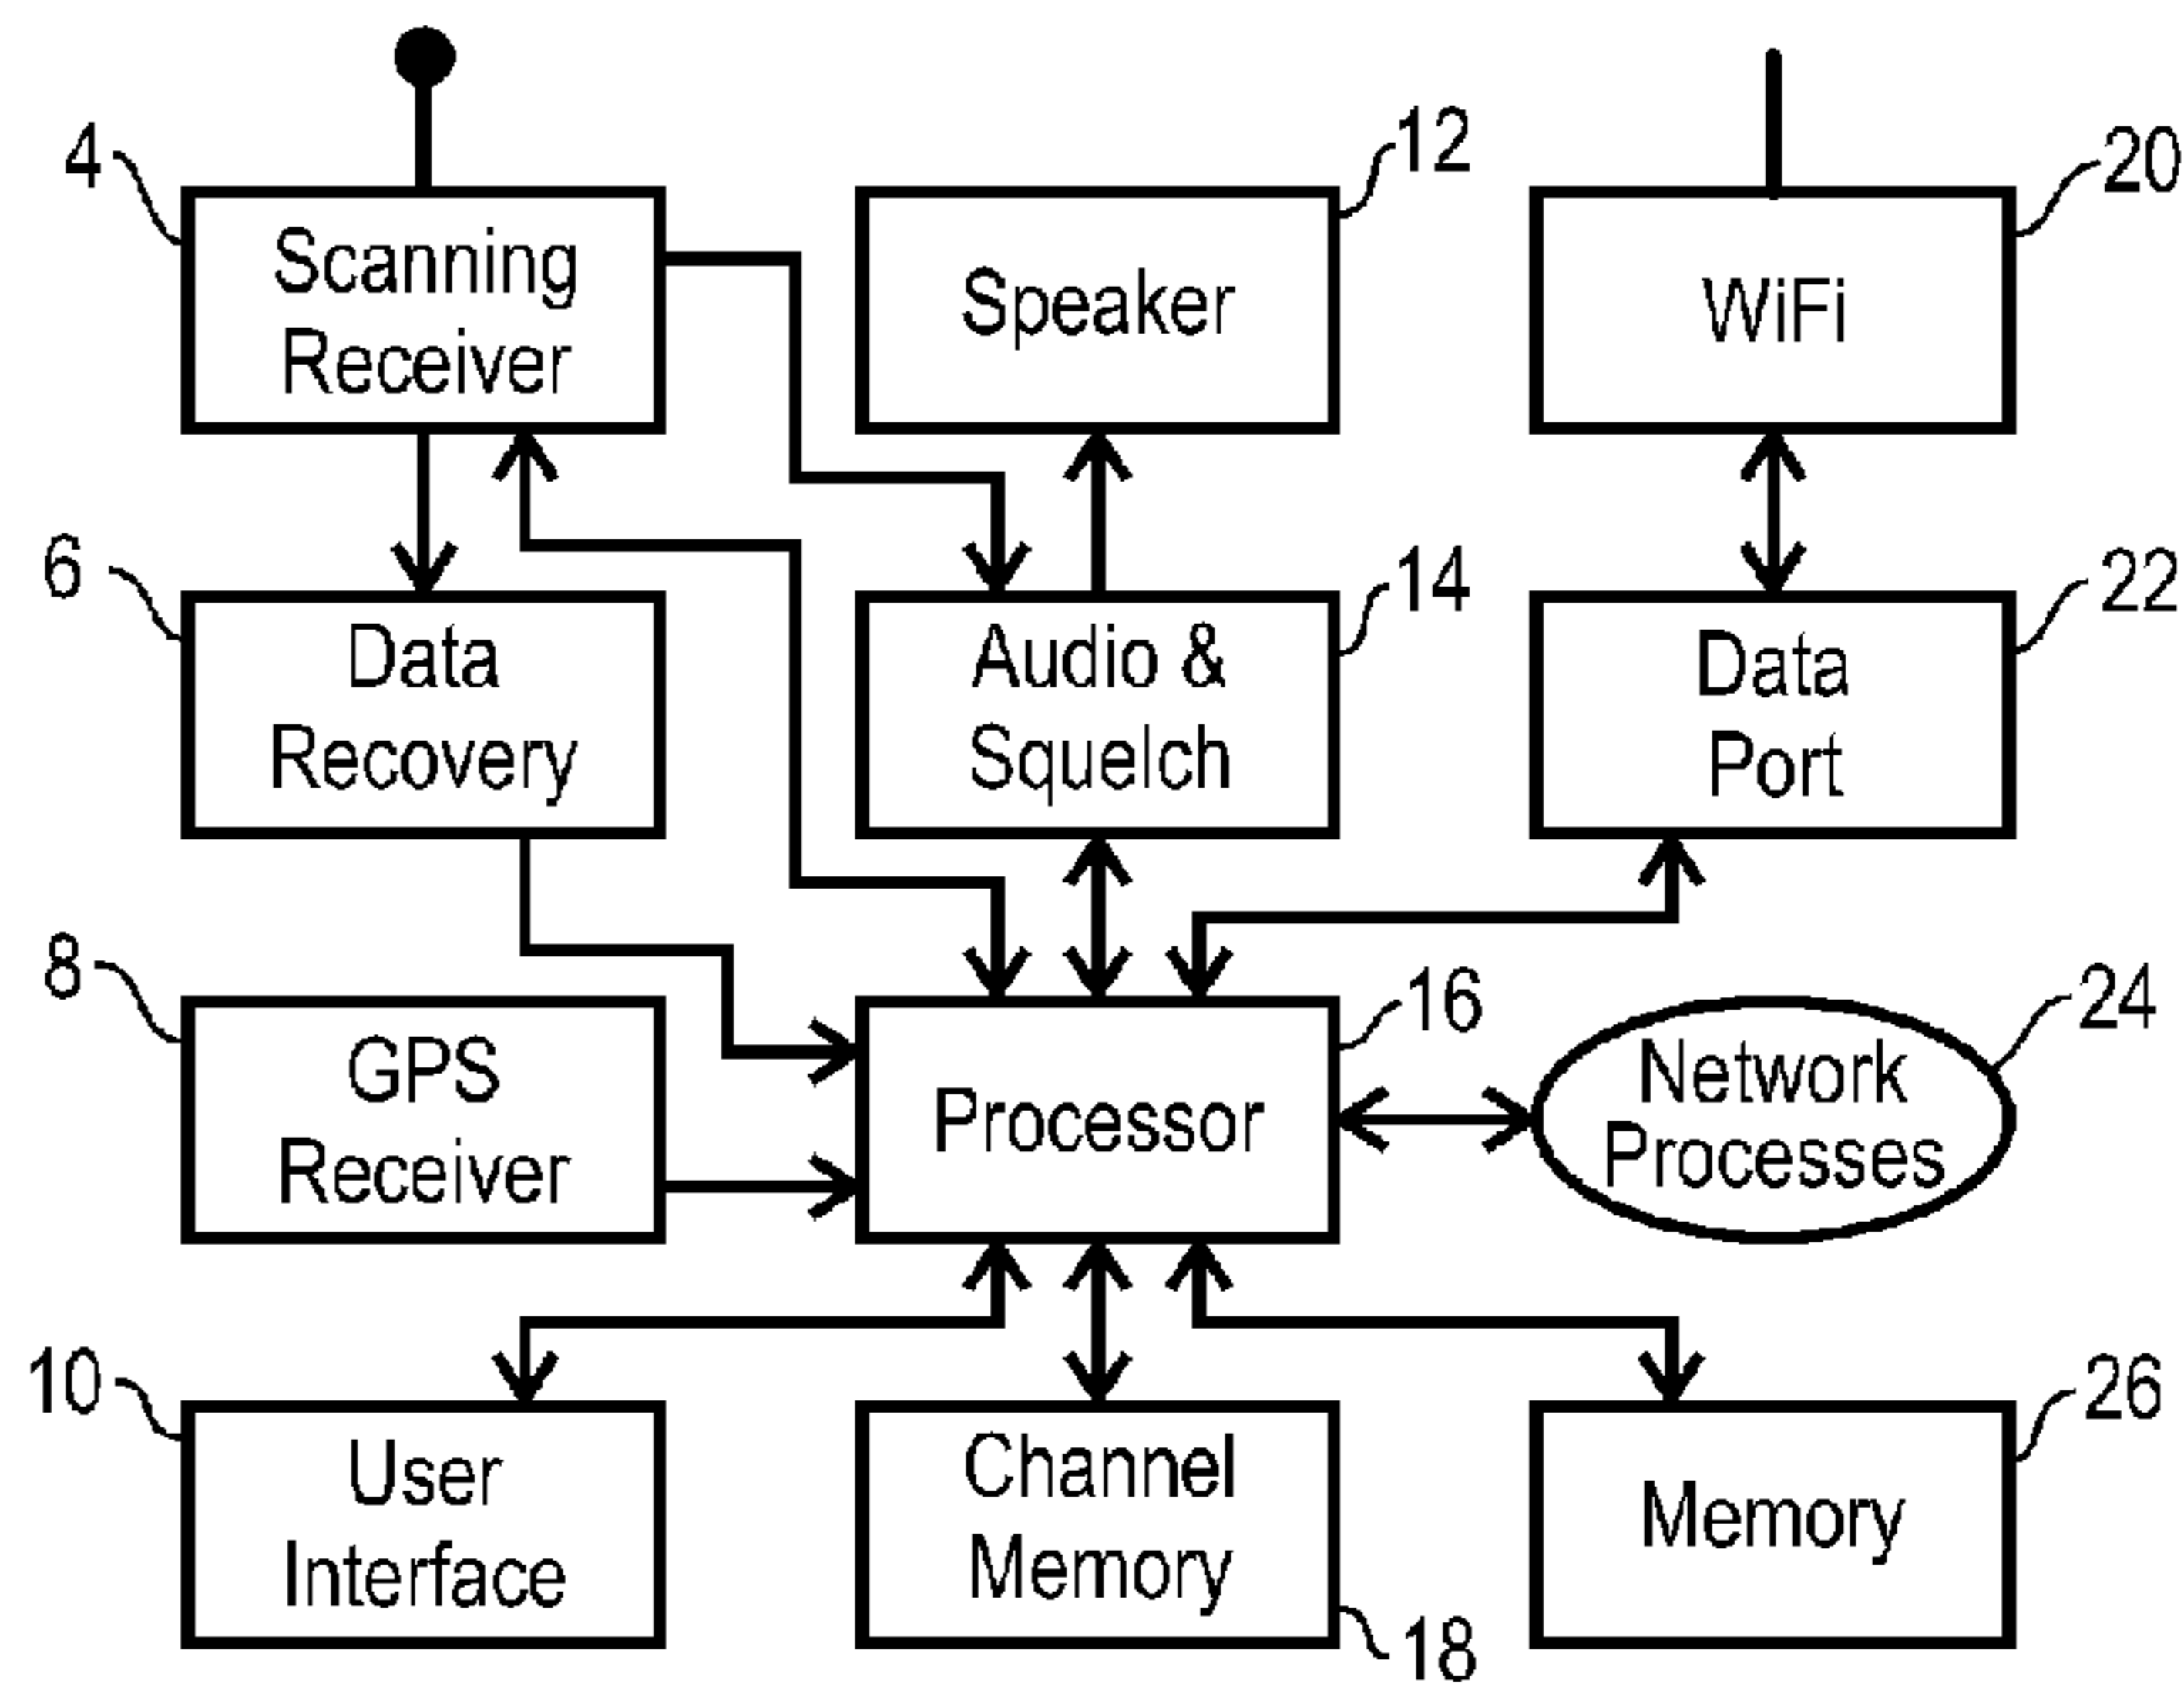 4
Scanning
Receiver
12
Speaker
20
WiFi
6
Data
Recovery
14
Audio &
Squelch
22
Data
Port
8
GPS
Receiver
16
Processor
24
Network
Processes
10
User
Interface
Channel
Memory
18
26
Memory